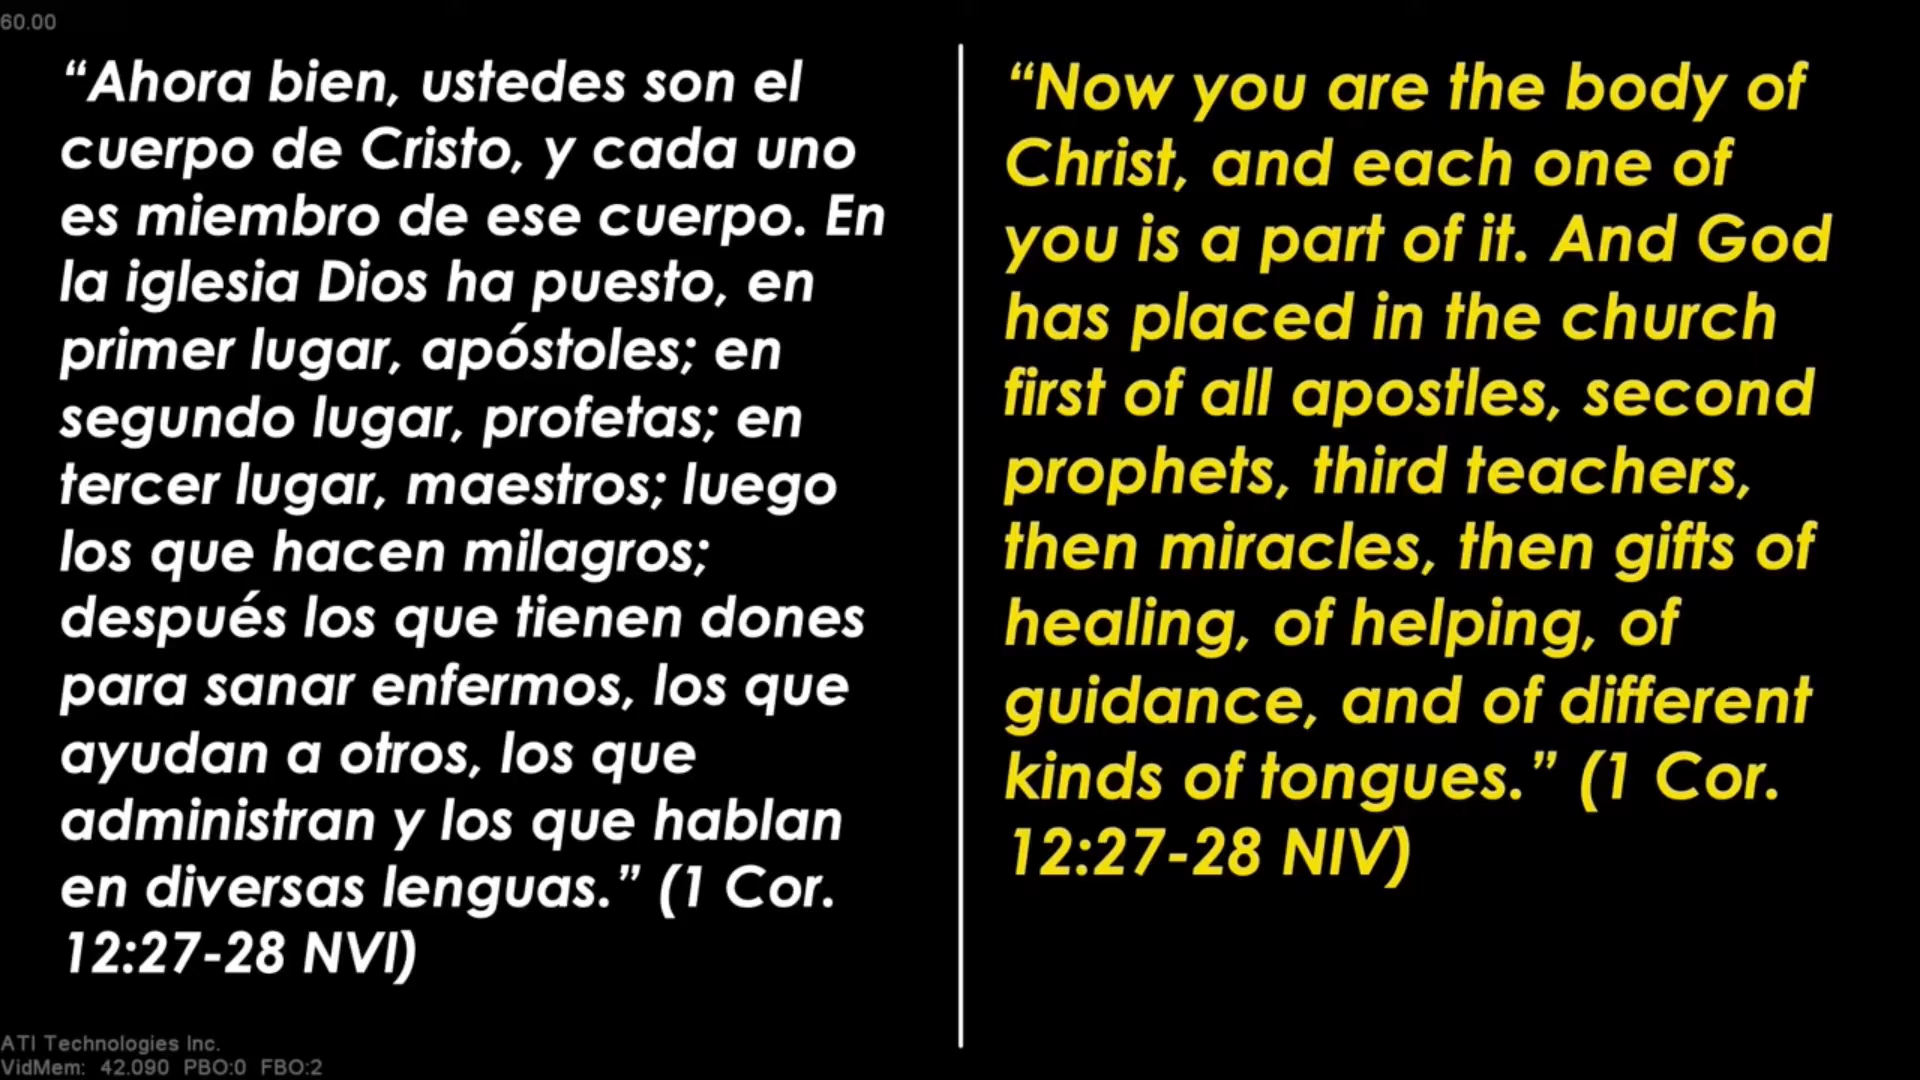 60.00
“Ahora bien, ustedes son el
cuerpo de Cristo, y cada uno
es miembro de ese cuerpo. En
la iglesia Dios ha puesto, en
primer lugar, apóstoles; en
segundo lugar, profetas; en
tercer lugar, maestros; luego
los que hacen milagros;
después los que tienen dones
para sanar enfermos, los que
ayudan a otros, los que
administran y los que hablan
en diversas lenguas.” (1 Cor.
12:27-28 NVI)
“Now you are the body of
Christ, and each one of
you is a part of it. And God
has placed in the church
first of all apostles, second
prophets, third teachers,
then miracles, then gifts of
healing, of helping, of
guidance, and of different
kinds of tongues.” (1 Cor.
12:27-28 NIV)
ATI Technologies Inc.
VidMem: 42.090 PBO:0 FBO:2